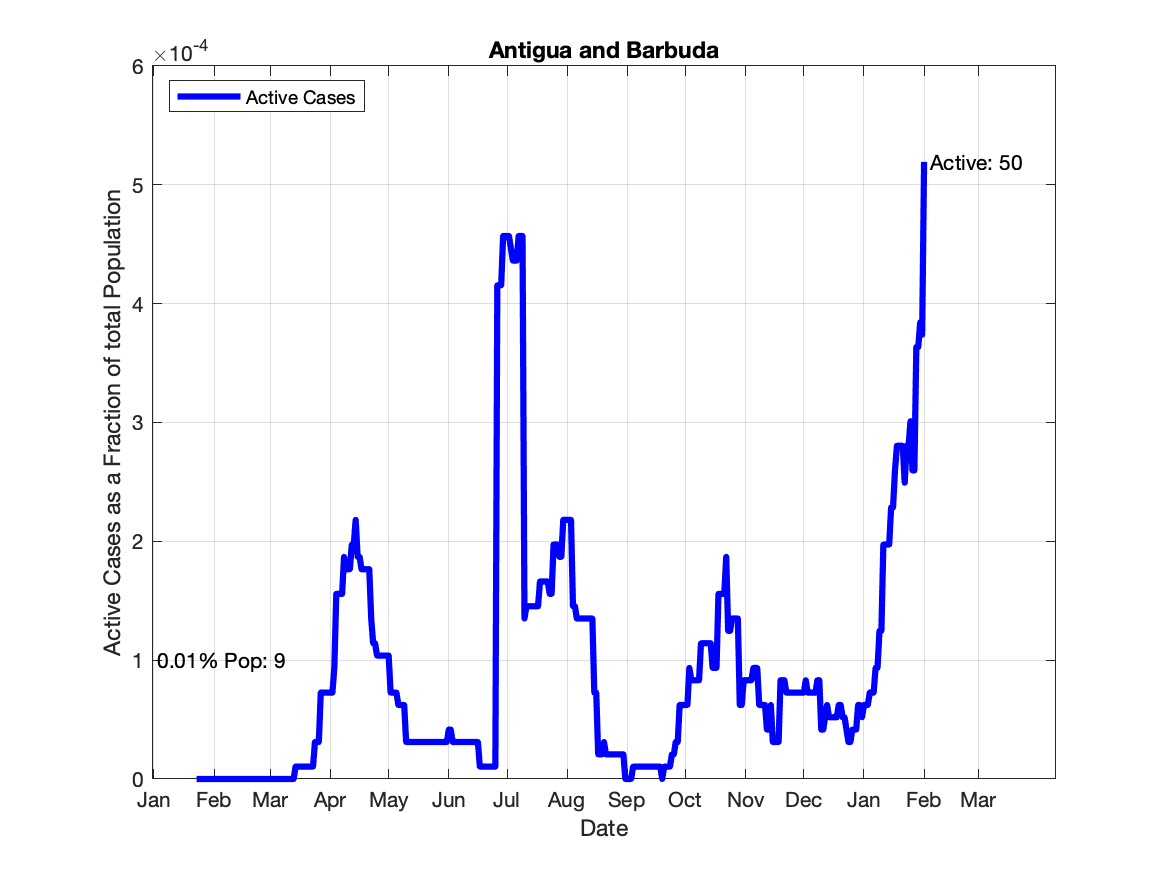 Antigua and Barbuda
×10⁻⁴
6
5
4
3
2
1
0
Active Cases
Active: 50
0.01% Pop: 9
Active Cases as a Fraction of total Population
Jan Feb Mar Apr May Jun Jul Aug Sep Oct Nov Dec Jan Feb Mar
Date